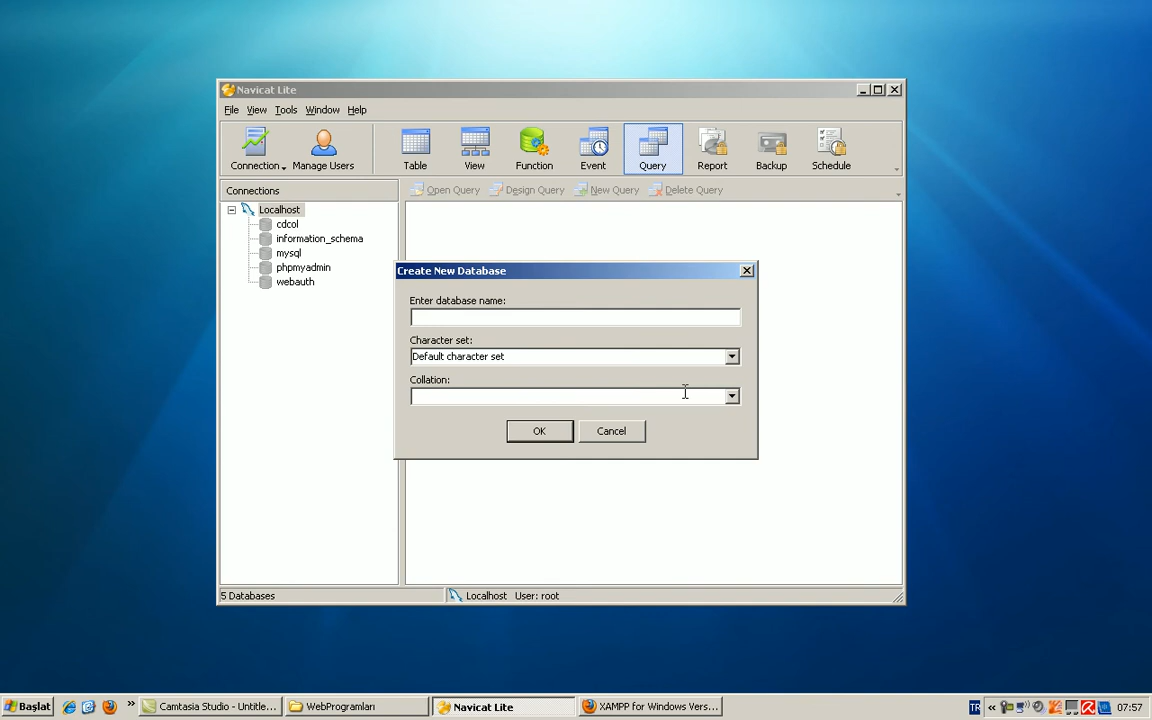 Navicat Lite
File View Tools Window Help
Connection Manage Users Table View Function Event Query Report Backup Schedule
Connections
Open Query Design Query New Query Delete Query
Localhost
cdcol
information_schema
mysql
phpmyadmin
webauth
Create New Database
Enter database name:
Character set:
Default character set
Collation:
OK Cancel
5 Databases Localhost User: root
Başlat » Camtasia Studio - Untitle... WebProgramları Navicat Lite XAMPP for Windows Vers... TR « 07:57